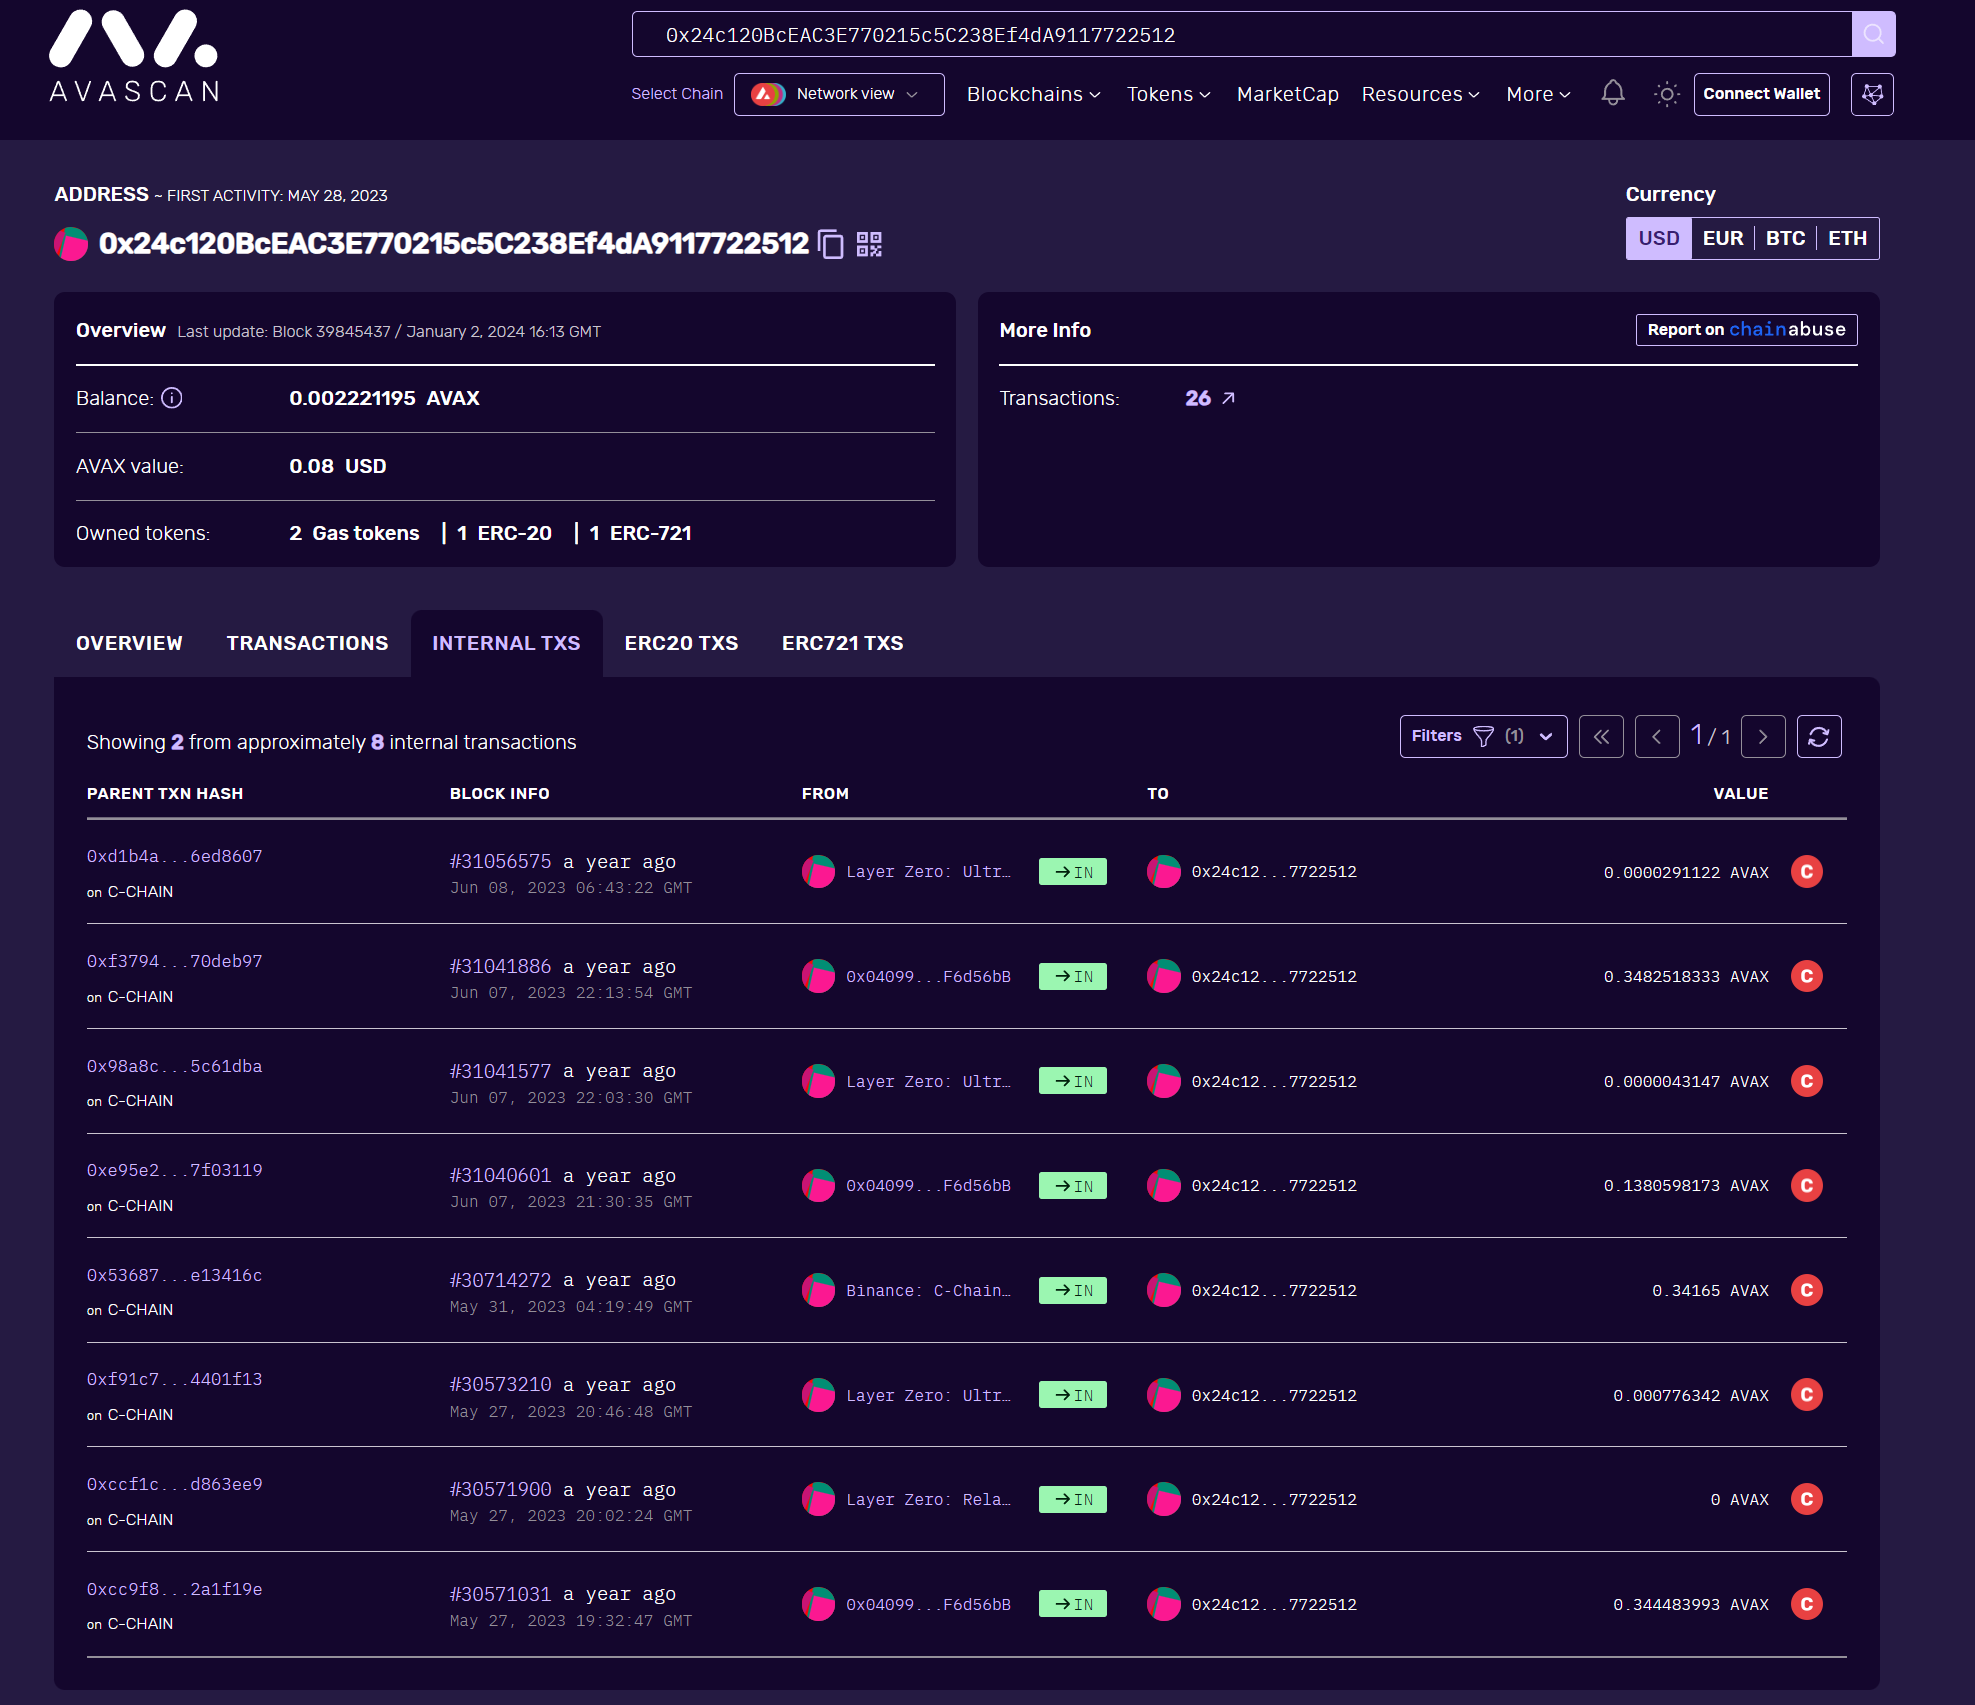 0x24c120BcEAC3E770215c5C238Ef4dA9117722512
AVASCAN
Select Chain Network view Blockchains Tokens MarketCap Resources More Connect Wallet
ADDRESS ~ FIRST ACTIVITY: MAY 28, 2023
Currency
0x24c120BcEAC3E770215c5C238Ef4dA9117722512
USD EUR BTC ETH
Overview Last update: Block 39845437 / January 2, 2024 16:13 GMT
More Info
Report on chainabuse
Balance: 0.002221195 AVAX
Transactions: 26
AVAX value: 0.08 USD
Owned tokens: 2 Gas tokens | 1 ERC-20 | 1 ERC-721
OVERVIEW TRANSACTIONS INTERNAL TXS ERC20 TXS ERC721 TXS
Showing 2 from approximately 8 internal transactions
Filters (1) 1 / 1
PARENT TXN HASH BLOCK INFO FROM TO VALUE
0xd1b4a...6ed8607 #31056575 a year ago
Layer Zero: Ultr… IN 0x24c12...7722512 0.0000291122 AVAX C
on C-CHAIN Jun 08, 2023 06:43:22 GMT
0xf3794...70deb97 #31041886 a year ago
0x04099...F6d56bB IN 0x24c12...7722512 0.3482518333 AVAX C
on C-CHAIN Jun 07, 2023 22:13:54 GMT
0x98a8c...5c61dba #31041577 a year ago
Layer Zero: Ultr… IN 0x24c12...7722512 0.0000043147 AVAX C
on C-CHAIN Jun 07, 2023 22:03:30 GMT
0xe95e2...7f03119 #31040601 a year ago
0x04099...F6d56bB IN 0x24c12...7722512 0.1380598173 AVAX C
on C-CHAIN Jun 07, 2023 21:30:35 GMT
0x53687...e13416c #30714272 a year ago
Binance: C-Chain… IN 0x24c12...7722512 0.34165 AVAX C
on C-CHAIN May 31, 2023 04:19:49 GMT
0xf91c7...4401f13 #30573210 a year ago
Layer Zero: Ultr… IN 0x24c12...7722512 0.000776342 AVAX C
on C-CHAIN May 27, 2023 20:46:48 GMT
0xccf1c...d863ee9 #30571900 a year ago
Layer Zero: Rela… IN 0x24c12...7722512 0 AVAX C
on C-CHAIN May 27, 2023 20:02:24 GMT
0xcc9f8...2a1f19e #30571031 a year ago
0x04099...F6d56bB IN 0x24c12...7722512 0.344483993 AVAX C
on C-CHAIN May 27, 2023 19:32:47 GMT